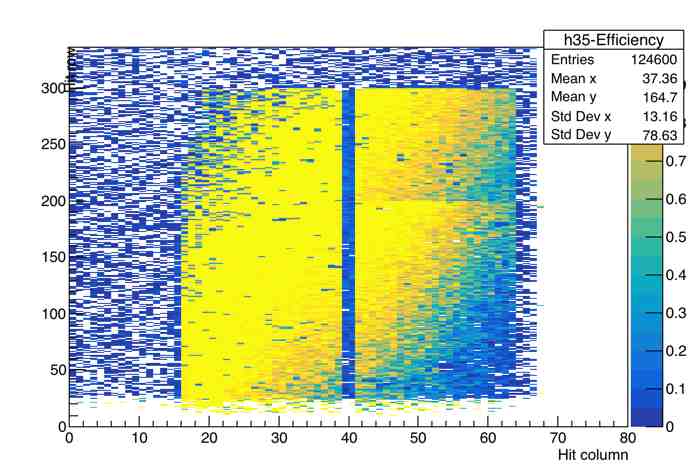 h35-Efficiency
Entries 124600
Mean x 37.36
Mean y 164.7
Std Dev x 13.16
Std Dev y 78.63
300
250
200
150
100
50
0
0 10 20 30 40 50 60 70 80
Hit column
0.7
0.6
0.5
0.4
0.3
0.2
0.1
0